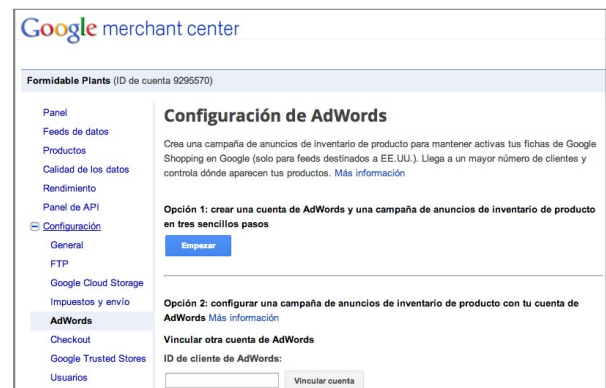 Google merchant center
Formidable Plants (ID de cuenta 9295570)
Panel
Feeds de datos
Productos
Calidad de los datos
Rendimiento
Panel de API
Configuración
General
FTP
Google Cloud Storage
Impuestos y envío
AdWords
Checkout
Google Trusted Stores
Usuarios
Configuración de AdWords
Crea una campaña de anuncios de inventario de producto para mantener activas tus fichas de Google
Shopping en Google (solo para feeds destinados a EE.UU.). Llega a un mayor número de clientes y
controla dónde aparecen tus productos. Más información
Opción 1: crear una cuenta de AdWords y una campaña de anuncios de inventario de producto
en tres sencillos pasos
Empezar
Opción 2: configurar una campaña de anuncios de inventario de producto con tu cuenta de
AdWords Más información
Vincular otra cuenta de AdWords
ID de cliente de AdWords:
Vincular cuenta